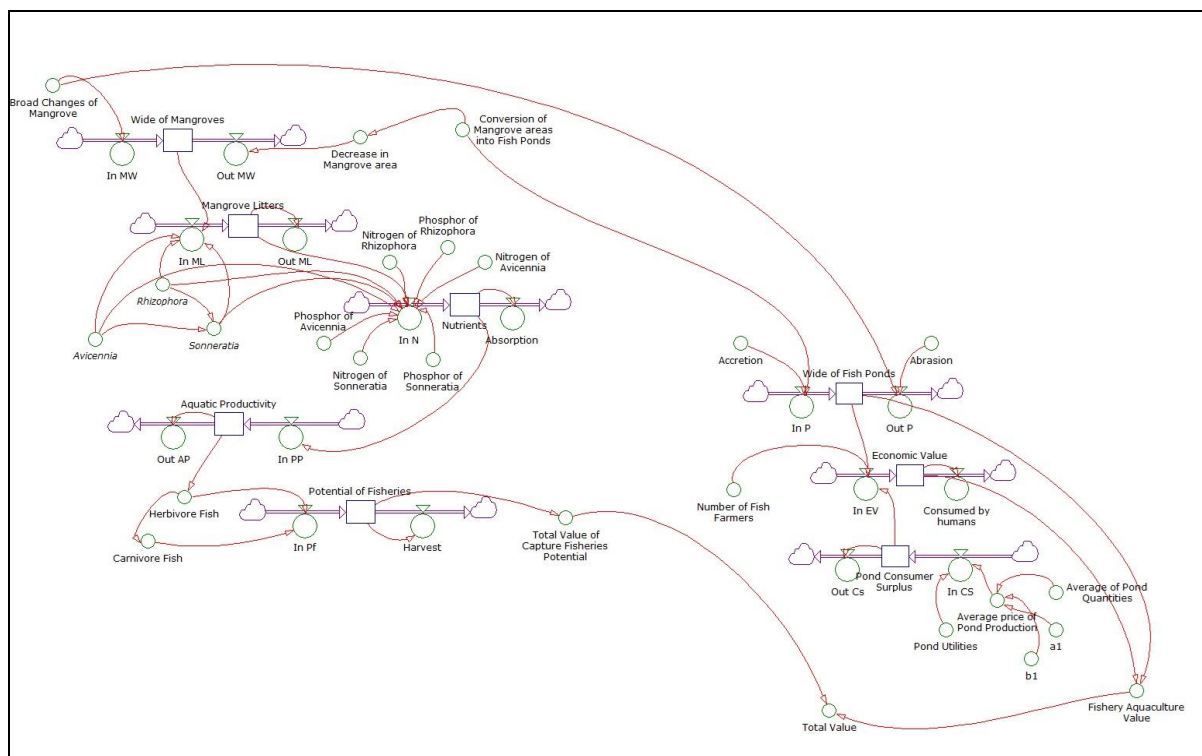 Broad Changes of
Mangrove
Wide of Mangroves
In MW
Out MW
Decrease in
Mangrove area
Conversion of
Mangrove areas
into Fish Ponds
Mangrove Litters
In ML
Out ML
Nitrogen of
Rhizophora
Phosphor of
Rhizophora
Nitrogen of
Avicennia
Rhizophora
Avicennia
Sonneratia
Phosphor of
Avicennia
In N
Nutrients
Absorption
Nitrogen of
Sonneratia
Phosphor of
Sonneratia
Accretion
Abrasion
Wide of Fish Ponds
In P
Out P
Aquatic Productivity
Out AP
In PP
Economic Value
In EV
Consumed by
humans
Number of Fish
Farmers
Herbivore Fish
Carnivore Fish
Potential of Fisheries
In Pf
Harvest
Total Value of
Capture Fisheries
Potential
Out Cs
Pond Consumer
Surplus
In CS
Average of Pond
Quantities
Average price of
Pond Production
Pond Utilities
a1
b1
Total Value
Fishery Aquaculture
Value